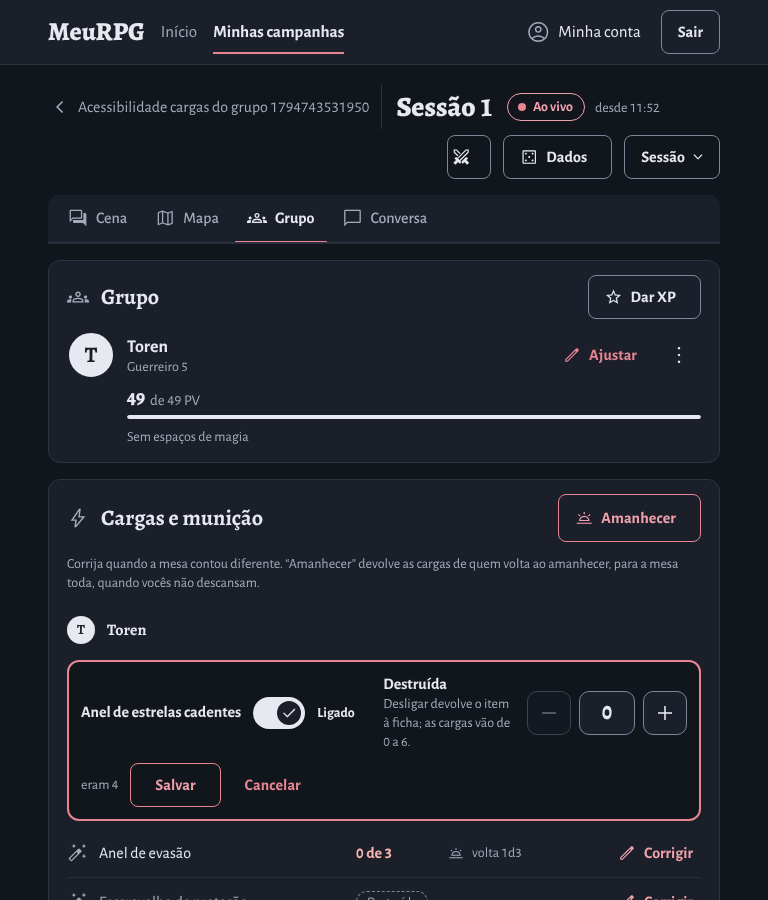 MeuRPG
Início
Minhas campanhas
Minha conta
Sair
Acessibilidade cargas do grupo 1794743531950
Sessão 1
Ao vivo
desde 11:52
Dados
Sessão
Cena
Mapa
Grupo
Conversa
Grupo
Dar XP
T
Toren
Guerreiro 5
Ajustar
49 de 49 PV
Sem espaços de magia
Cargas e munição
Amanhecer
Corrija quando a mesa contou diferente. “Amanhecer” devolve as cargas de quem volta ao amanhecer, para a mesa
toda, quando vocês não descansam.
T
Toren
Anel de estrelas cadentes
Ligado
Destruída
Desligar devolve o item
à ficha; as cargas vão de
0 a 6.
0
eram 4
Salvar
Cancelar
Anel de evasão
0 de 3
volta 1d3
Corrigir